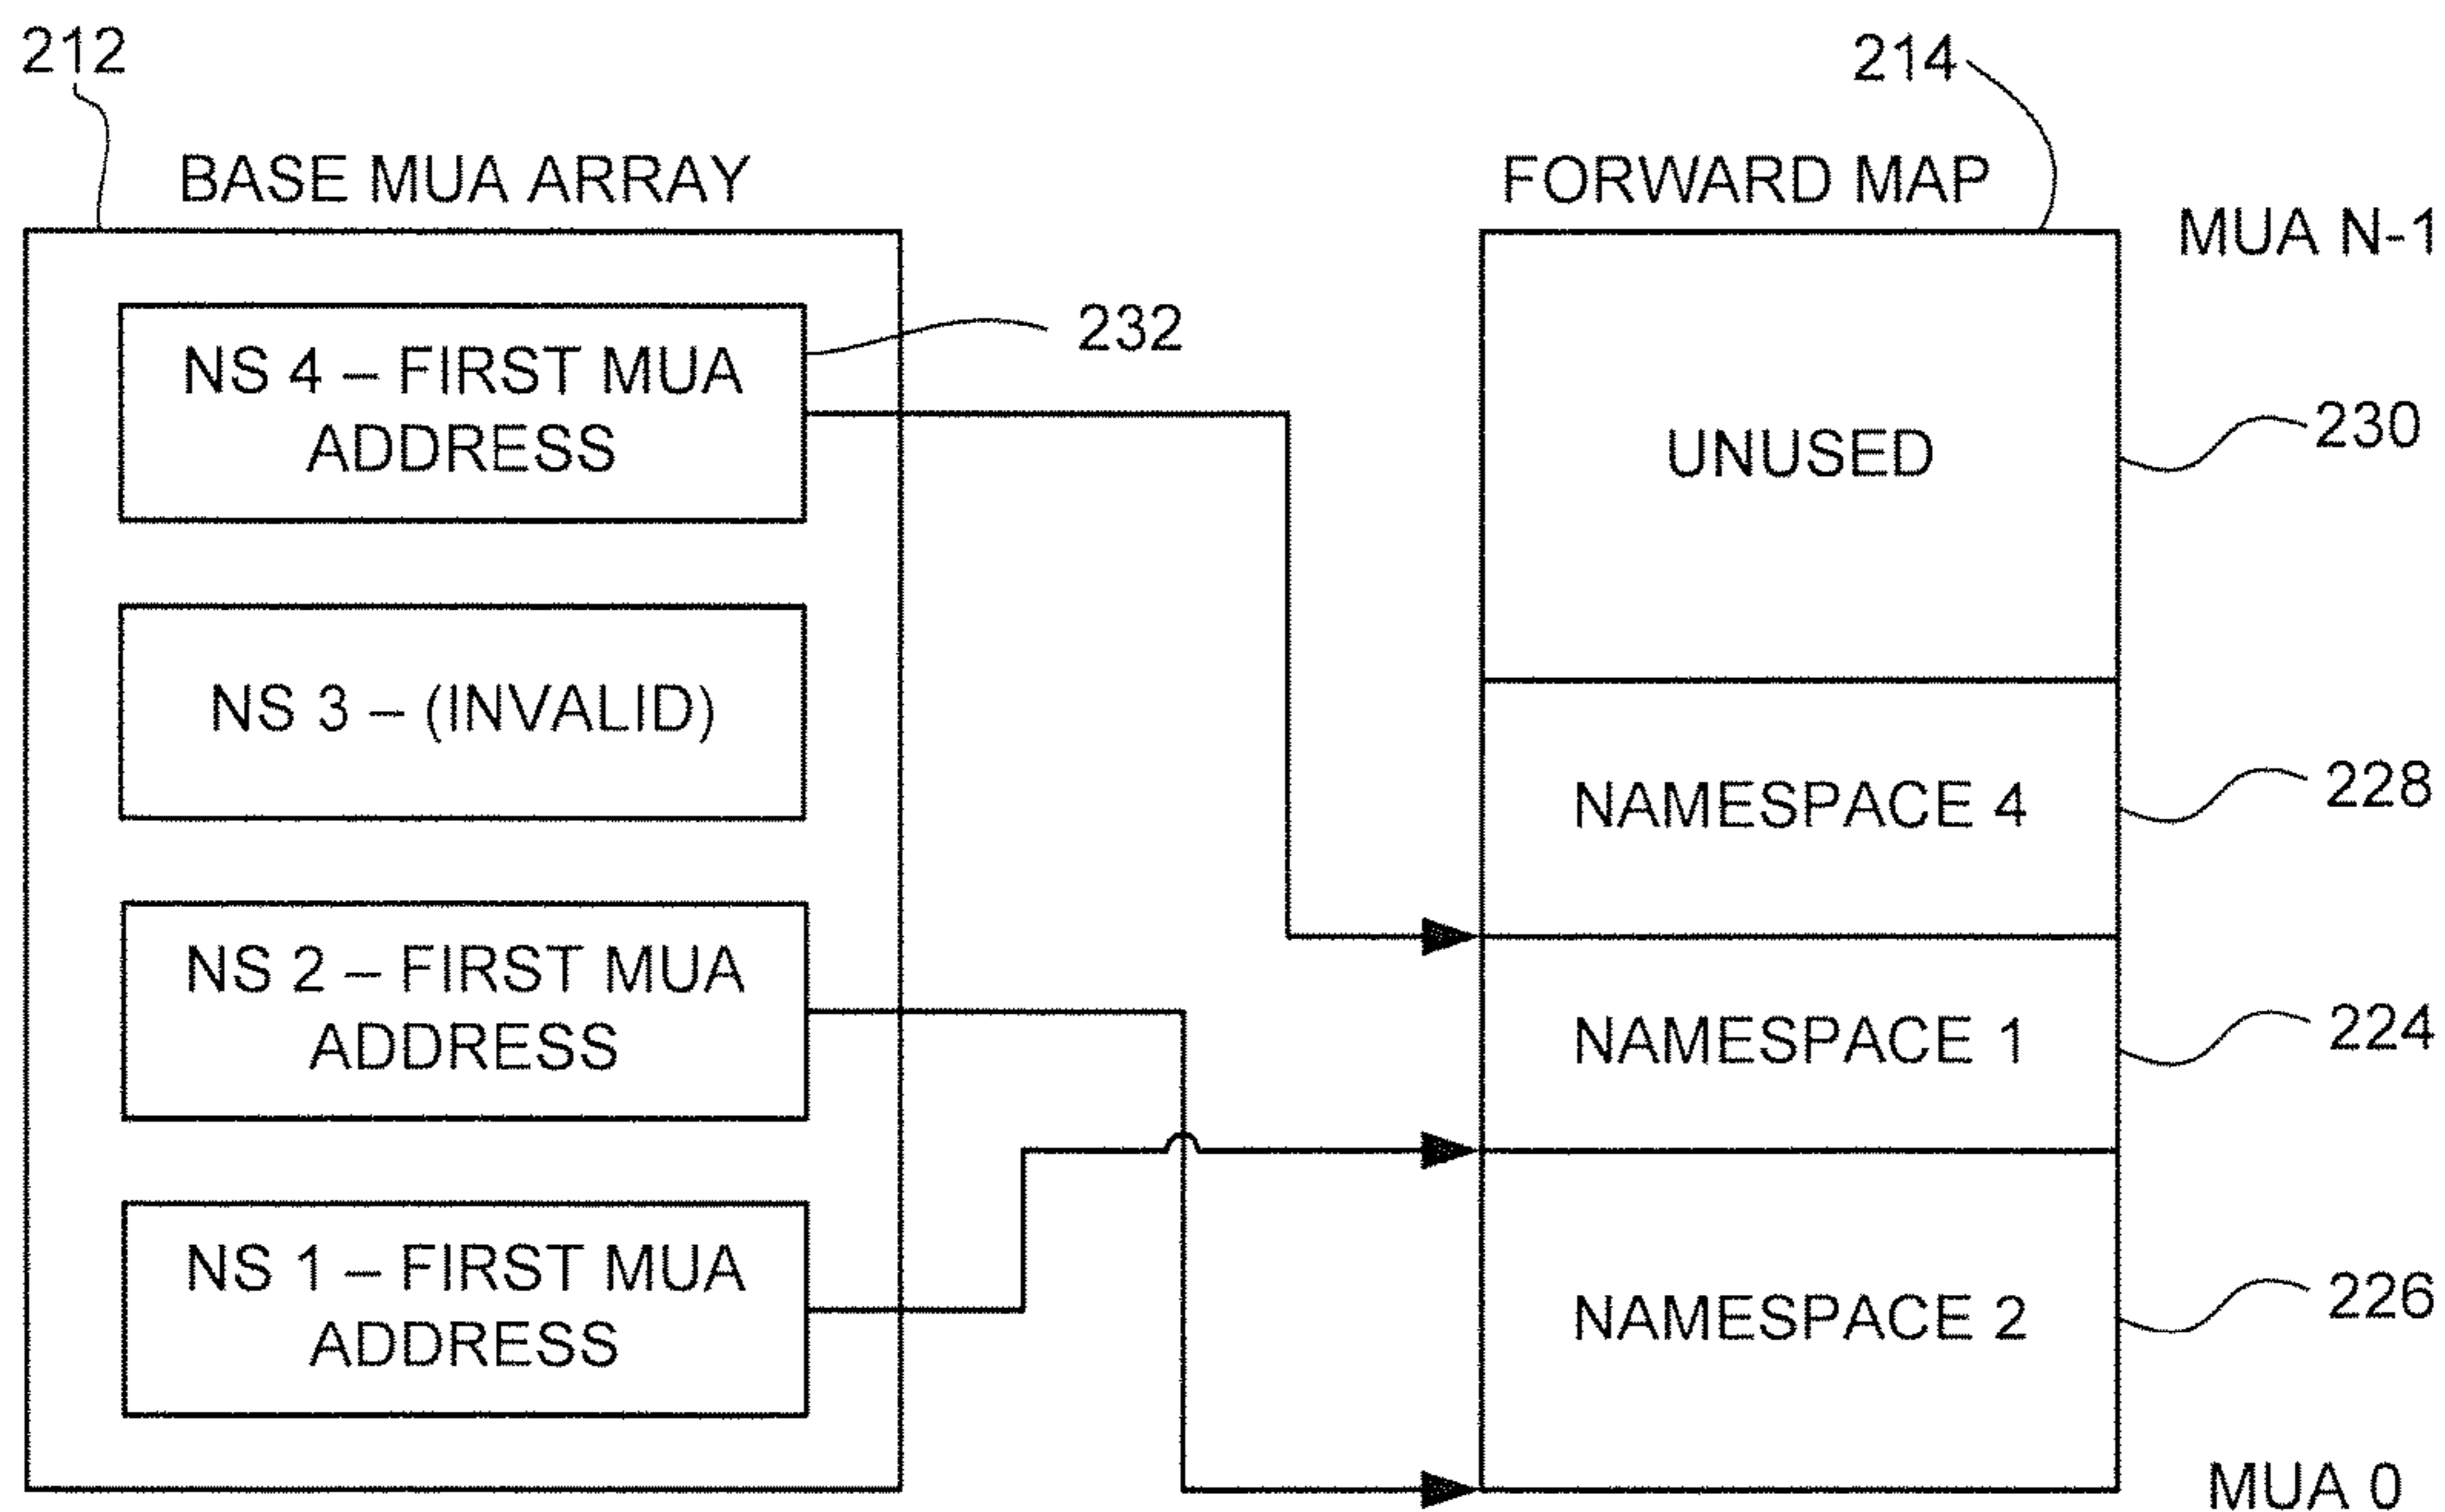 212
214
BASE MUA ARRAY
FORWARD MAP
MUA N-1
NS 4 – FIRST MUA
ADDRESS
232
UNUSED
230
NS 3 – (INVALID)
NAMESPACE 4
228
NS 2 – FIRST MUA
ADDRESS
NAMESPACE 1
224
NS 1 – FIRST MUA
ADDRESS
NAMESPACE 2
226
MUA 0